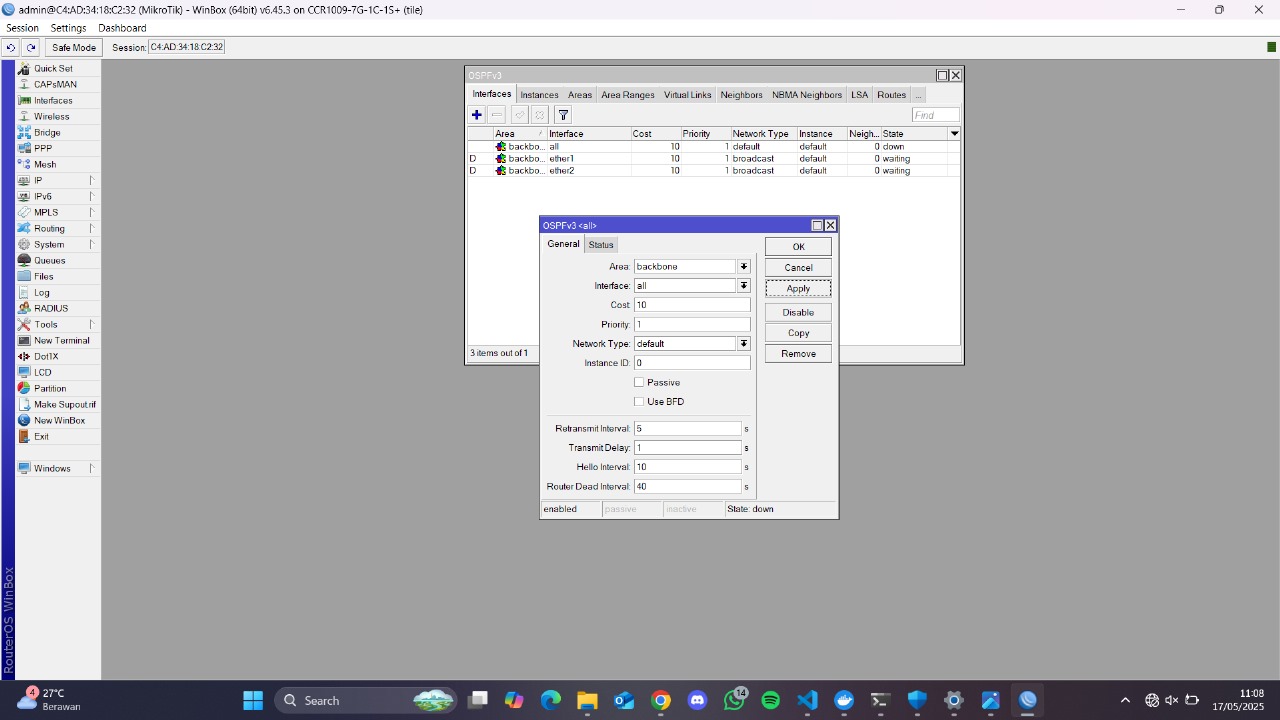 admin@C4:AD:34:18:C2:32 (MikroTik) - WinBox (64bit) v6.45.3 on CCR1009-7G-1C-1S+ (tile)
Session Settings Dashboard
Safe Mode Session: C4:AD:34:18:C2:32
Quick Set
CAPsMAN
Interfaces
Wireless
Bridge
PPP
Mesh
IP
IPv6
MPLS
Routing
System
Queues
Files
Log
RADIUS
Tools
New Terminal
Dot1X
LCD
Partition
Make Supout.rif
New WinBox
Exit
Windows
RouterOS WinBox
OSPFv3
Interfaces Instances Areas Area Ranges Virtual Links Neighbors NBMA Neighbors LSA Routes ...
Find
Area Interface Cost Priority Network Type Instance Neigh... State
backbo... all 10 1 default default 0 down
D backbo... ether1 10 1 broadcast default 0 waiting
D backbo... ether2 10 1 broadcast default 0 waiting
3 items out of 1
OSPFv3 <all>
General Status
Area: backbone
Interface: all
Cost: 10
Priority: 1
Network Type: default
Instance ID: 0
Passive
Use BFD
Retransmit Interval: 5 s
Transmit Delay: 1 s
Hello Interval: 10 s
Router Dead Interval: 40 s
OK
Cancel
Apply
Disable
Copy
Remove
enabled passive inactive State: down
4
27°C
Berawan
Search
14
11:08
17/05/2025